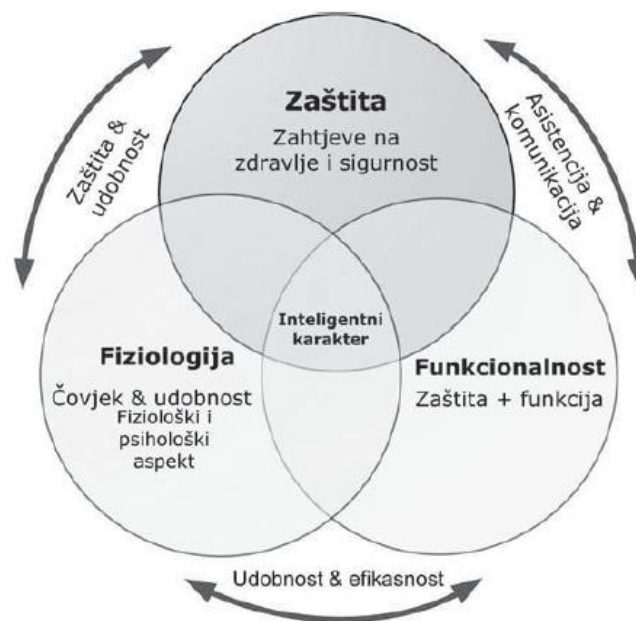 Zaštita
Zahtjeve na
zdravlje i sigurnost
Zaštita &
udobnost
Asistencija &
komunikacija
Inteligentni
karakter
Fiziologija
Čovjek & udobnost
Fiziološki i
psihološki
aspekt
Funkcionalnost
Zaštita + funkcija
Udobnost & efikasnost